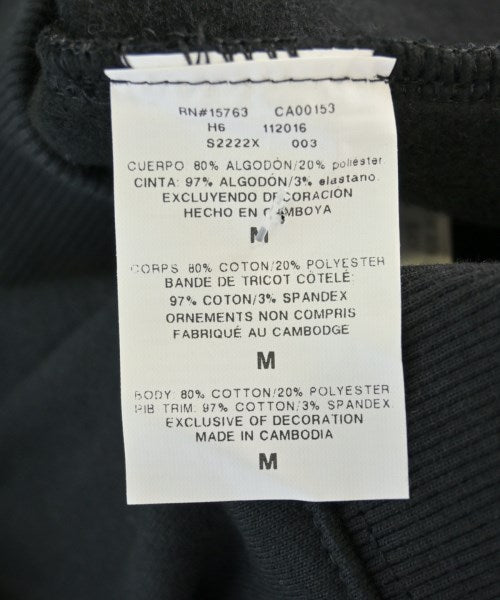 RN#15763 CA00153
H6 112016
S2222X 003
CUERPO 80% ALGODÓN/20% poliester
CINTA: 97% ALGODÓN/3% elastano.
EXCLUYENDO DECORACIÓN
HECHO EN CAMBOYA
M
CORPS 80% COTON/20% POLYESTER
BANDE DE TRICOT CÔTELÉ:
97% COTON/3% SPANDEX
ORNEMENTS NON COMPRIS
FABRIQUÉ AU CAMBODGE
M
BODY: 80% COTTON/20% POLYESTER
RIB TRIM: 97% COTTON/3% SPANDEX.
EXCLUSIVE OF DECORATION
MADE IN CAMBODIA
M